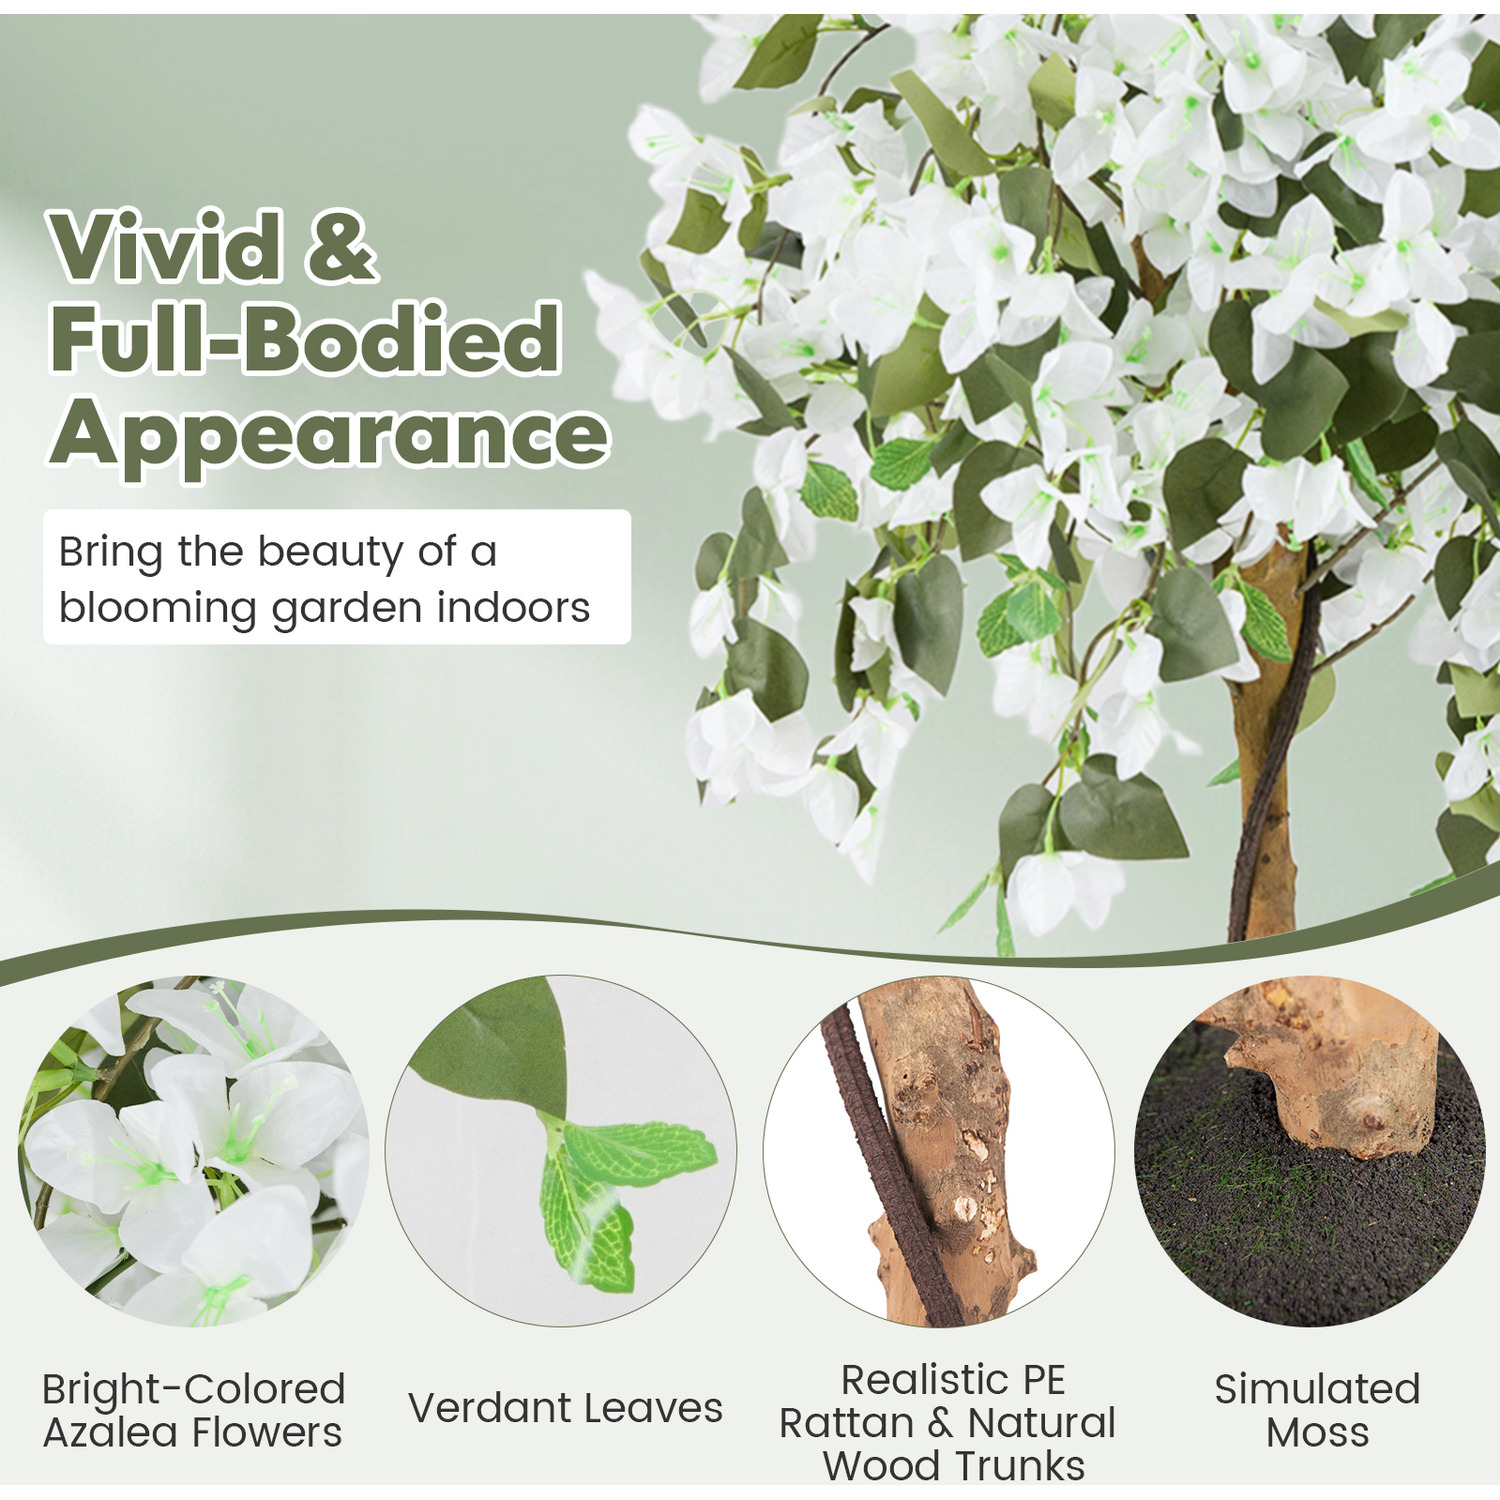 Vivid &
Full-Bodied
Appearance
Bring the beauty of a
blooming garden indoors
Bright-Colored
Azalea Flowers
Verdant Leaves
Realistic PE
Rattan & Natural
Wood Trunks
Simulated
Moss